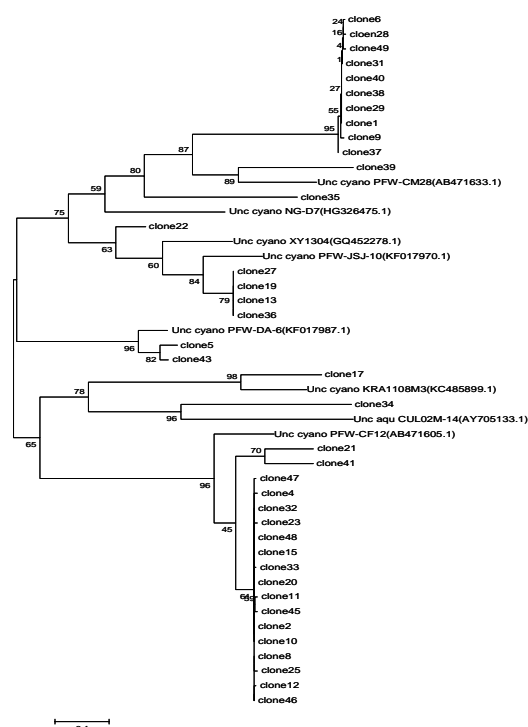 24 clone6
16 cloen28
4 clone49
1 clone31
clone40
27 clone38
55 clone29
clone1
95 clone9
clone37
87
clone39
80
89 Unc cyano PFW-CM28(AB471633.1)
59
clone35
75 Unc cyano NG-D7(HG326475.1)
clone22
63 Unc cyano XY1304(GQ452278.1)
60 Unc cyano PFW-JSJ-10(KF017970.1)
84 clone27
clone19
79 clone13
clone36
Unc cyano PFW-DA-6(KF017987.1)
96 clone5
82 clone43
98 clone17
78 Unc cyano KRA1108M3(KC485899.1)
clone34
96 Unc aqu CUL02M-14(AY705133.1)
65 Unc cyano PFW-CF12(AB471605.1)
70 clone21
clone41
96 clone47
clone4
clone32
45 clone23
clone48
clone15
clone33
clone20
clone11
clone45
clone2
clone10
clone8
clone25
clone12
clone46